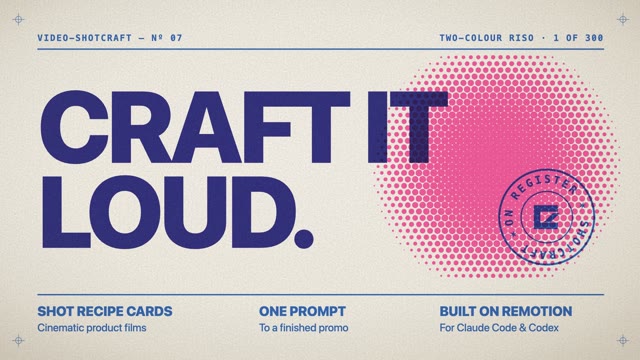 VIDEO-SHOTCRAFT — Nº 07
TWO-COLOUR RISO · 1 OF 300
CRAFT IT
LOUD.
ON REGISTER * SHOTCRAFT *
SHOT RECIPE CARDS
Cinematic product films
ONE PROMPT
To a finished promo
BUILT ON REMOTION
For Claude Code & Codex